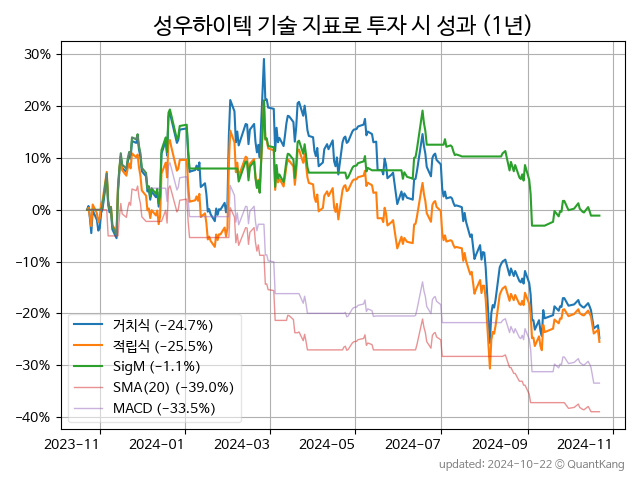 성우하이텍 기술 지표로 투자 시 성과 (1년)
30%
20%
10%
0%
−10%
−20%
−30%
−40%
거치식 (−24.7%)
적립식 (−25.5%)
SigM (−1.1%)
SMA(20) (−39.0%)
MACD (−33.5%)
2023-11 2024-01 2024-03 2024-05 2024-07 2024-09 2024-11
updated: 2024-10-22 © QuantKang